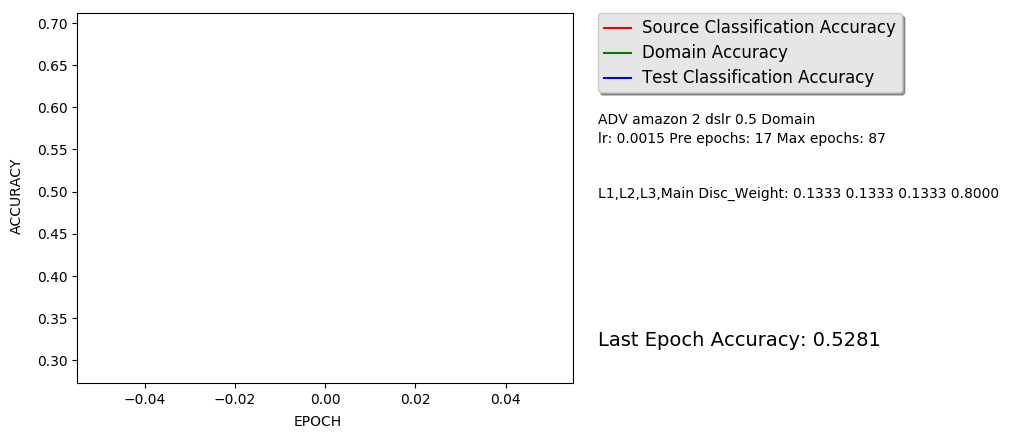 0.70
0.65
0.60
0.55
0.50
0.45
0.40
0.35
0.30
ACCURACY
−0.04 −0.02 0.00 0.02 0.04
EPOCH
Source Classification Accuracy
Domain Accuracy
Test Classification Accuracy
ADV amazon 2 dslr 0.5 Domain
lr: 0.0015 Pre epochs: 17 Max epochs: 87
L1,L2,L3,Main Disc_Weight: 0.1333 0.1333 0.1333 0.8000
Last Epoch Accuracy: 0.5281